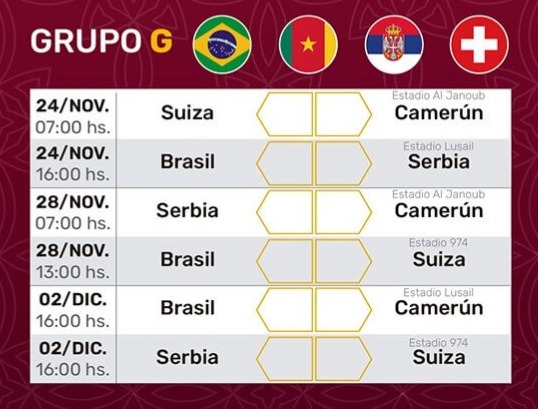 GRUPO G
24/NOV.
07:00 hs.
Suiza
Estadio Al Janoub
Camerún
24/NOV.
16:00 hs.
Brasil
Estadio Lusail
Serbia
28/NOV.
07:00 hs.
Serbia
Estadio Al Janoub
Camerún
28/NOV.
13:00 hs.
Brasil
Estadio 974
Suiza
02/DIC.
16:00 hs.
Brasil
Estadio Lusail
Camerún
02/DIC.
16:00 hs.
Serbia
Estadio 974
Suiza